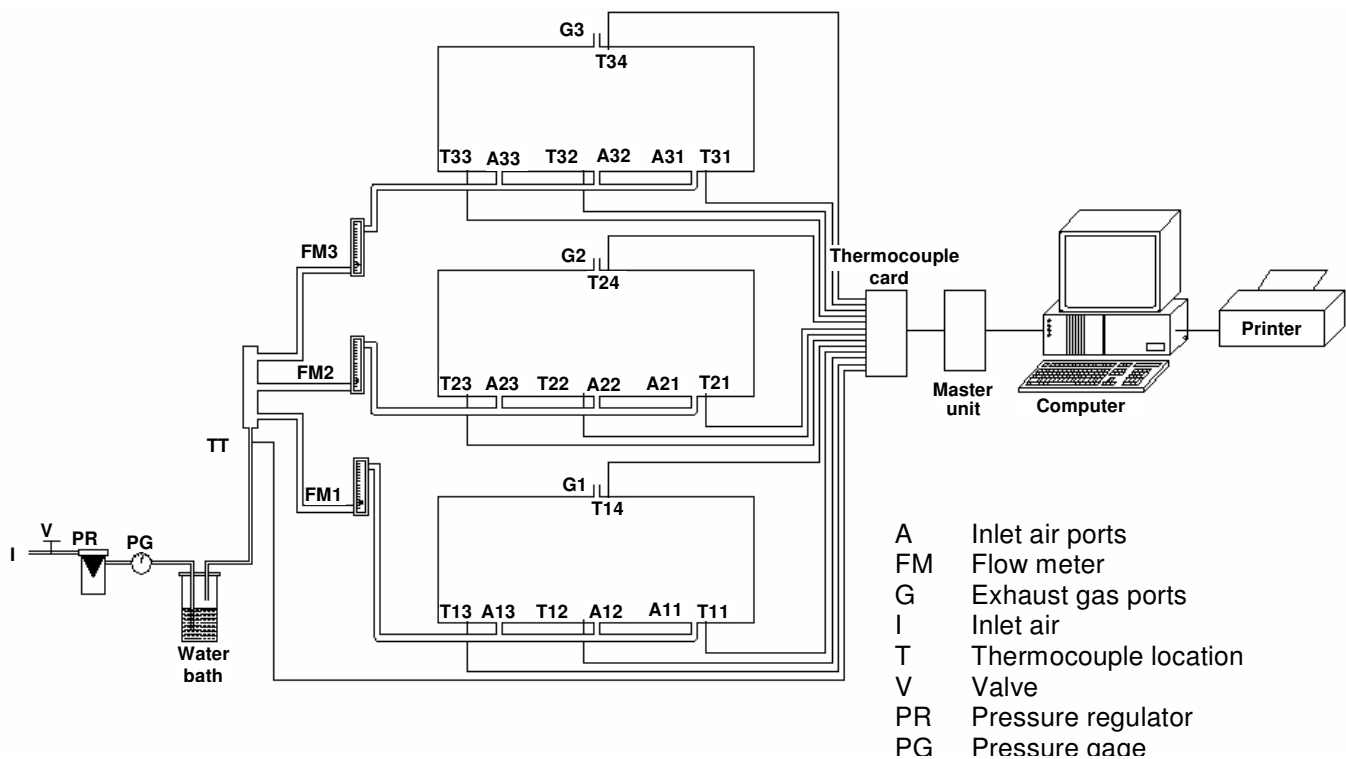 G3
T34
T33 A33 T32 A32 A31 T31
FM3
G2
T24
Thermocouple
card
FM2
T23 A23 T22 A22 A21 T21
Master
unit
Computer
Printer
TT
FM1
G1
T14
I
V
PR
PG
T13 A13 T12 A12 A11 T11
Water
bath
A Inlet air ports
FM Flow meter
G Exhaust gas ports
I Inlet air
T Thermocouple location
V Valve
PR Pressure regulator
PG Pressure gage